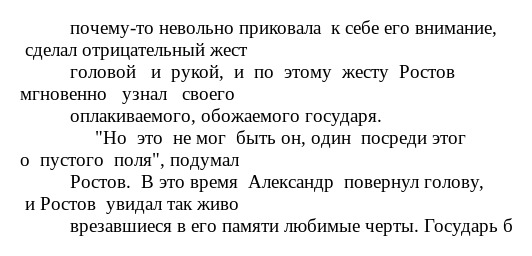 почему-то невольно приковала к себе его внимание,
сделал отрицательный жест
головой и рукой, и по этому жесту Ростов
мгновенно узнал своего
оплакиваемого, обожаемого государя.
"Но это не мог быть он, один посреди этог
о пустого поля", подумал
Ростов. В это время Александр повернул голову,
и Ростов увидал так живо
врезавшиеся в его памяти любимые черты. Государь б